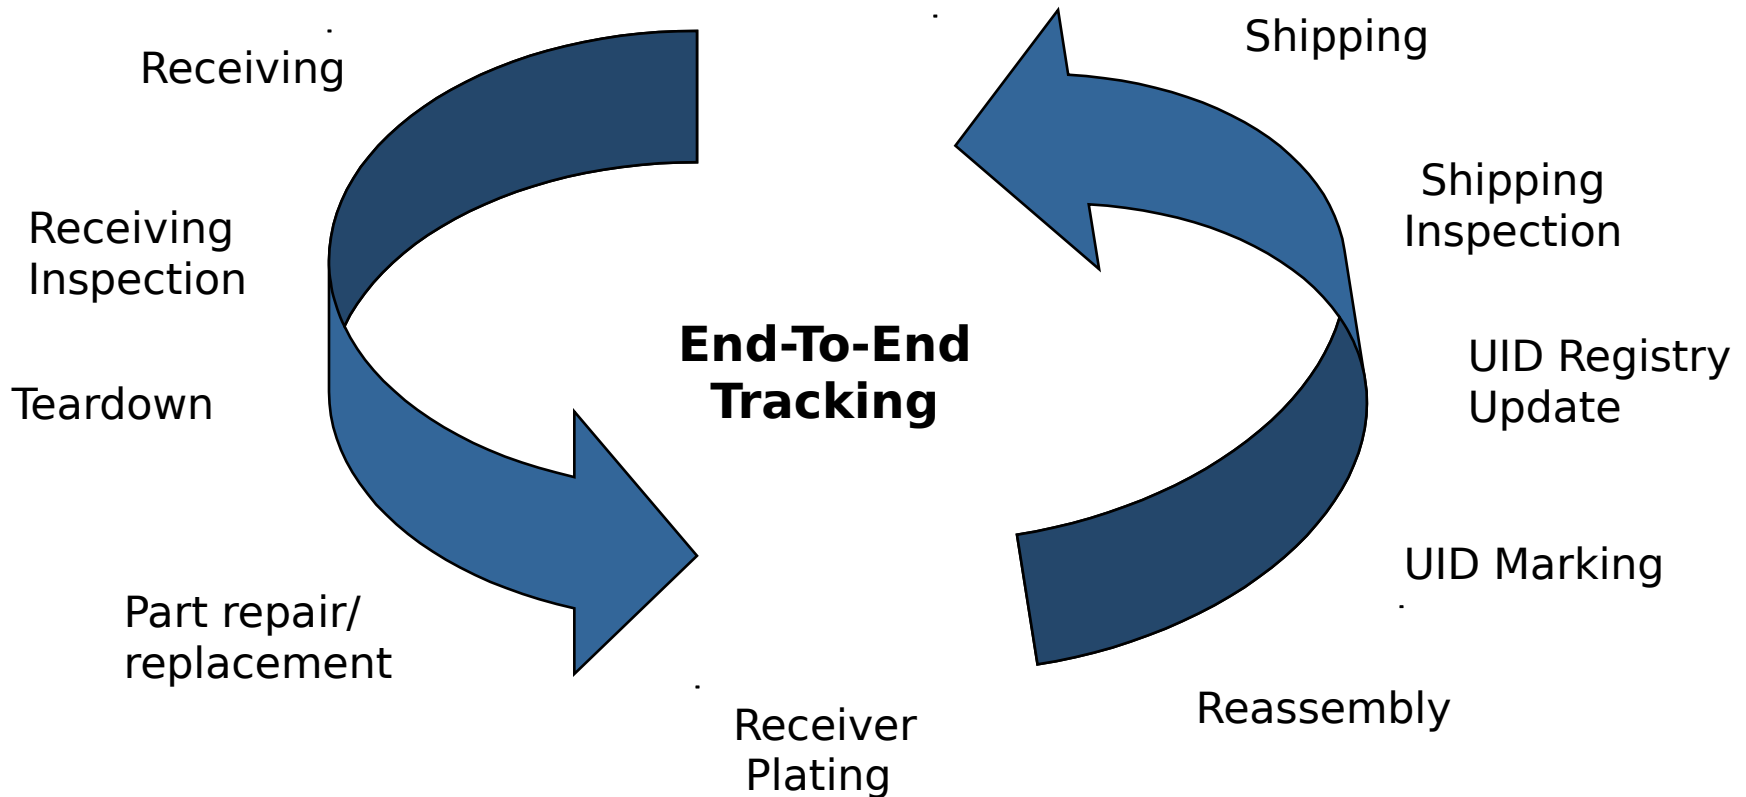 Receiving
Receiving
Inspection
Teardown
Part repair/
replacement
Receiver
Plating
Reassembly
UID Marking
UID Registry
Update
Shipping
Inspection
Shipping
End-To-End
Tracking